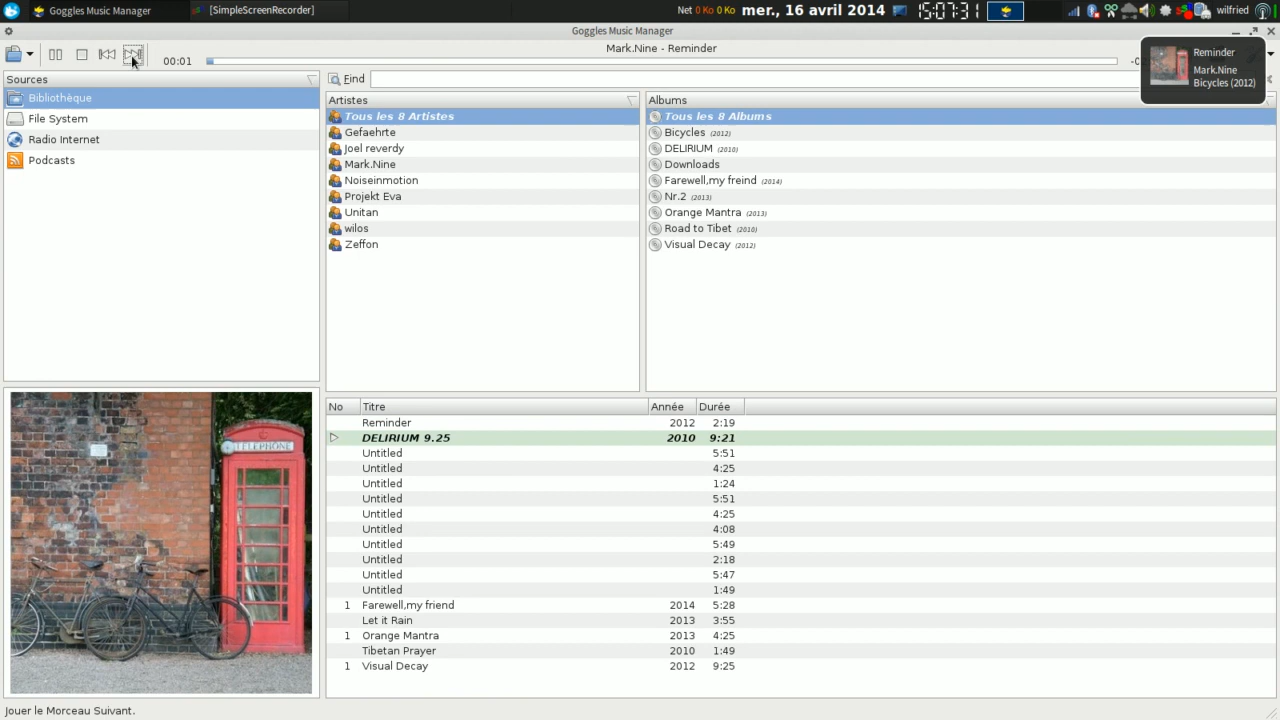 Goggles Music Manager
[SimpleScreenRecorder]
Net 0 Ko 0 Ko
mer., 16 avril 2014
15:07:31
wilfried
Goggles Music Manager
Mark.Nine - Reminder
00:01
-0
Reminder
Mark.Nine
Bicycles (2012)
Sources
Bibliothèque
File System
Radio Internet
Podcasts
Find
Artistes
Tous les 8 Artistes
Gefaehrte
Joel reverdy
Mark.Nine
Noiseinmotion
Projekt Eva
Unitan
wilos
Zeffon
Albums
Tous les 8 Albums
Bicycles (2012)
DELIRIUM (2010)
Downloads
Farewell,my freind (2014)
Nr.2 (2013)
Orange Mantra (2013)
Road to Tibet (2010)
Visual Decay (2012)
TELEPHONE
No Titre Année Durée
Reminder 2012 2:19
DELIRIUM 9.25 2010 9:21
Untitled 5:51
Untitled 4:25
Untitled 1:24
Untitled 5:51
Untitled 4:25
Untitled 4:08
Untitled 5:49
Untitled 2:18
Untitled 5:47
Untitled 1:49
1 Farewell,my friend 2014 5:28
Let it Rain 2013 3:55
1 Orange Mantra 2013 4:25
Tibetan Prayer 2010 1:49
1 Visual Decay 2012 9:25
Jouer le Morceau Suivant.